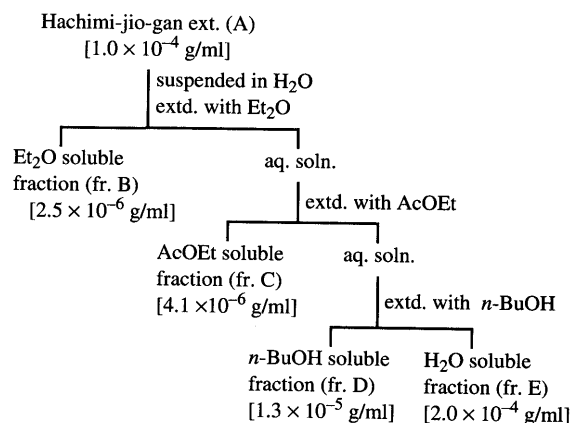 Hachimi-jio-gan ext. (A)
[1.0 × 10⁻⁴ g/ml]
suspended in H₂O
extd. with Et₂O
Et₂O soluble
fraction (fr. B)
[2.5 × 10⁻⁶ g/ml]
aq. soln.
extd. with AcOEt
AcOEt soluble
fraction (fr. C)
[4.1 ×10⁻⁶ g/ml]
aq. soln.
extd. with n-BuOH
n-BuOH soluble
fraction (fr. D)
[1.3 × 10⁻⁵ g/ml]
H₂O soluble
fraction (fr. E)
[2.0 × 10⁻⁴ g/ml]